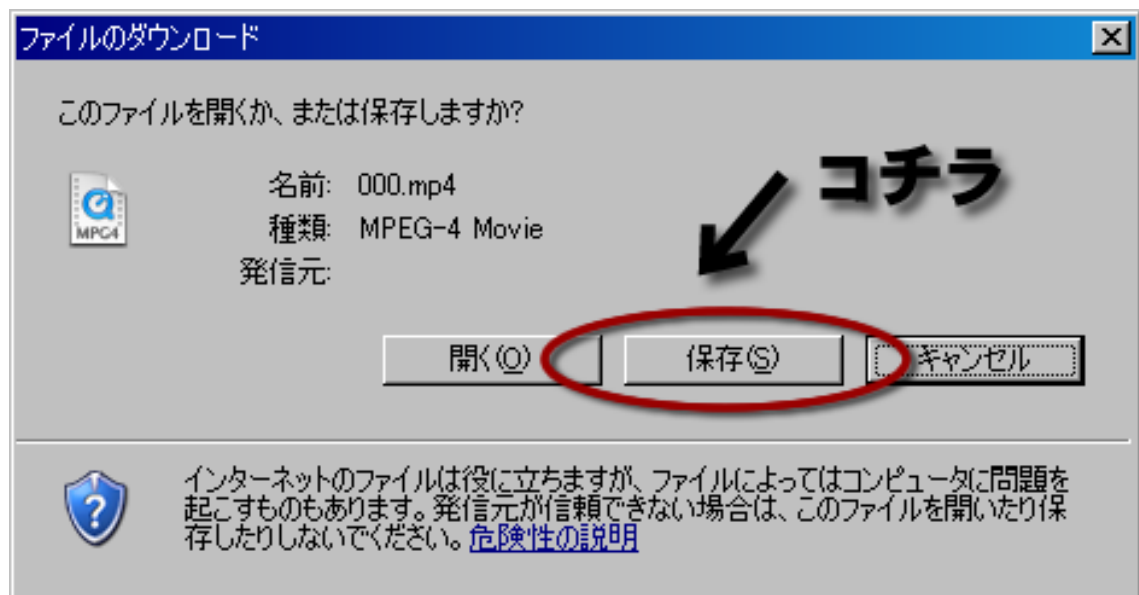 ファイルのダウンロード
このファイルを開くか、または保存しますか?
コチラ
名前: 000.mp4
MPG4
種類: MPEG-4 Movie
発信元:
開く(O) 保存(S) キャンセル
インターネットのファイルは役に立ちますが、ファイルによってはコンピュータに問題を
起こすものもあります。発信元が信頼できない場合は、このファイルを開いたり保
存したりしないでください。危険性の説明